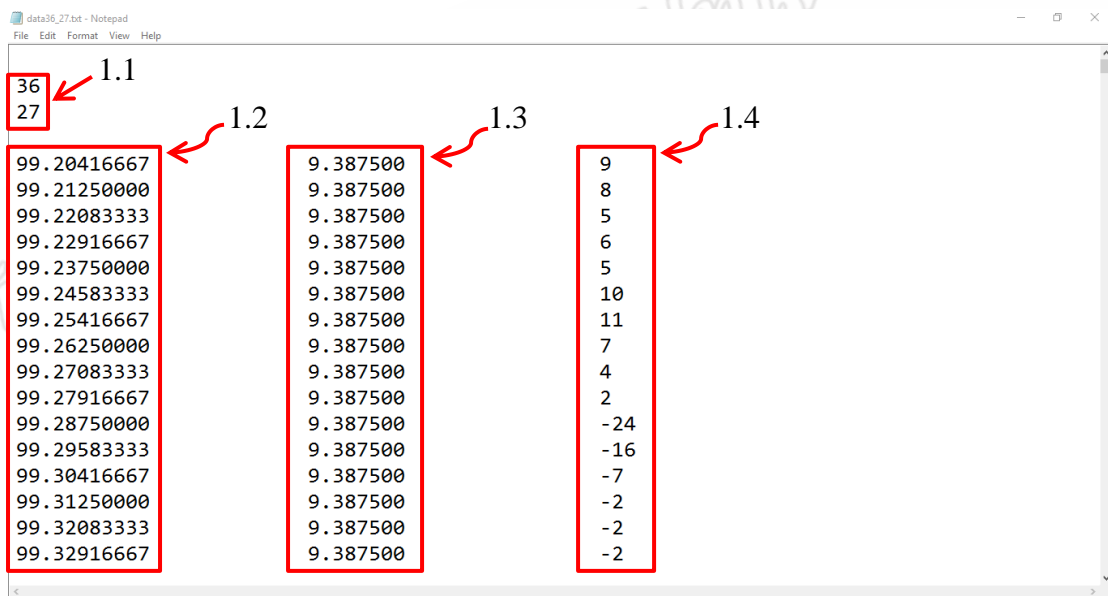 data36_27.txt - Notepad
File Edit Format View Help
1.1
36
27
1.2 1.3 1.4
99.20416667 9.387500 9
99.21250000 9.387500 8
99.22083333 9.387500 5
99.22916667 9.387500 6
99.23750000 9.387500 5
99.24583333 9.387500 10
99.25416667 9.387500 11
99.26250000 9.387500 7
99.27083333 9.387500 4
99.27916667 9.387500 2
99.28750000 9.387500 -24
99.29583333 9.387500 -16
99.30416667 9.387500 -7
99.31250000 9.387500 -2
99.32083333 9.387500 -2
99.32916667 9.387500 -2